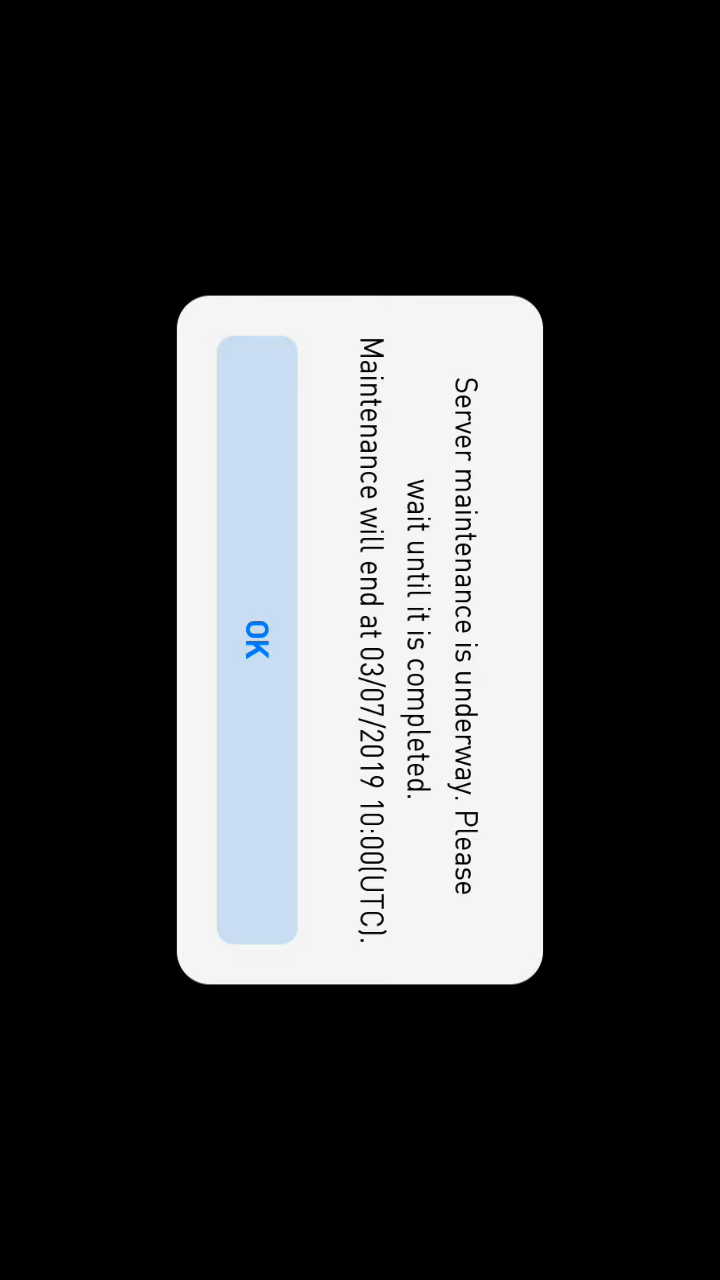 Server maintenance is underway. Please
wait until it is completed.
Maintenance will end at 03/07/2019 10:00(UTC).
OK